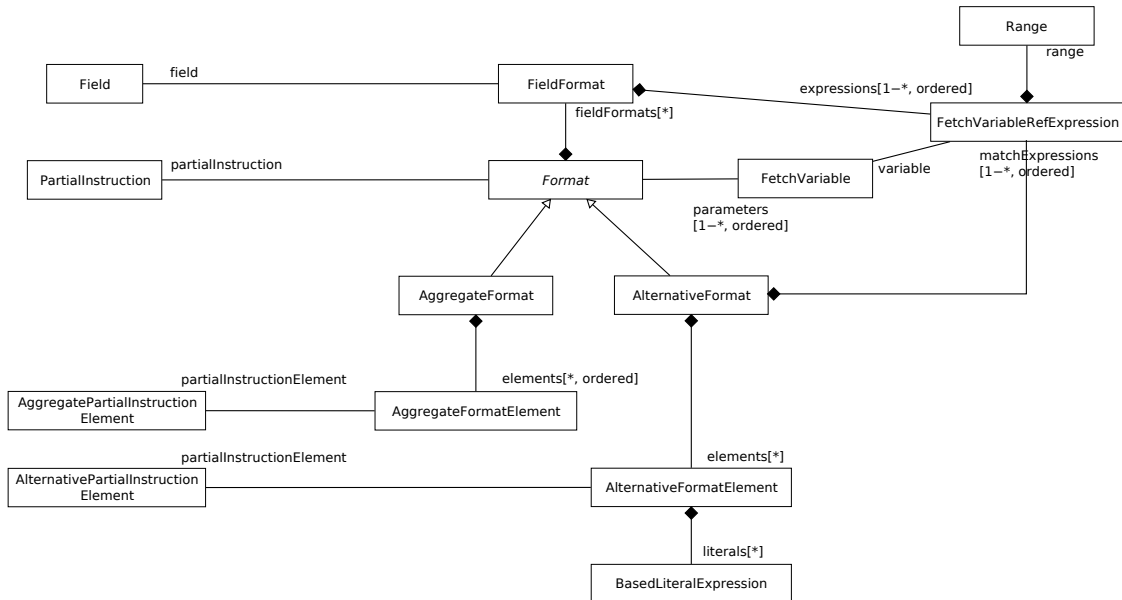 Range
range
field
Field
FieldFormat
expressions[1−*, ordered]
fieldFormats[*]
FetchVariableRefExpression
partialInstruction
matchExpressions
[1−*, ordered]
PartialInstruction
Format
FetchVariable
variable
parameters
[1−*, ordered]
AggregateFormat
AlternativeFormat
partialInstructionElement
elements[*, ordered]
AggregatePartialInstruction
Element
AggregateFormatElement
partialInstructionElement
elements[*]
AlternativePartialInstruction
Element
AlternativeFormatElement
literals[*]
BasedLiteralExpression